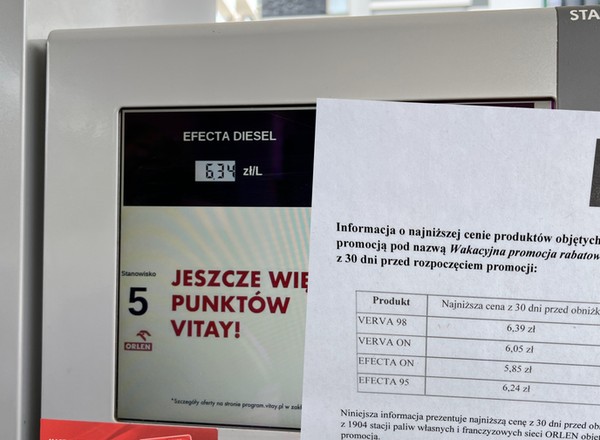 STA
EFECTA DIESEL
6,34 zł/L
Stanowisko
5
ORLEN
JESZCZE WIĘ
PUNKTÓW
VITAY!
*Szczegóły oferty na stronie program.vitay.pl w
Informacja o najniższej cenie produktów objętych
promocją pod nazwą Wakacyjna promocja rabatow
z 30 dni przed rozpoczęciem promocji:
Produkt Najniższa cena z 30 dni przed obniżk
VERVA 98 6,39 zł
VERVA ON 6,05 zł
EFECTA ON 5,85 zł
EFECTA 95 6,24 zł
Niniejsza informacja prezentuje najniższą cenę z 30 dni przed ob
z 1904 stacji paliw własnych i franczyzowych sieci ORLEN obję
promocją.